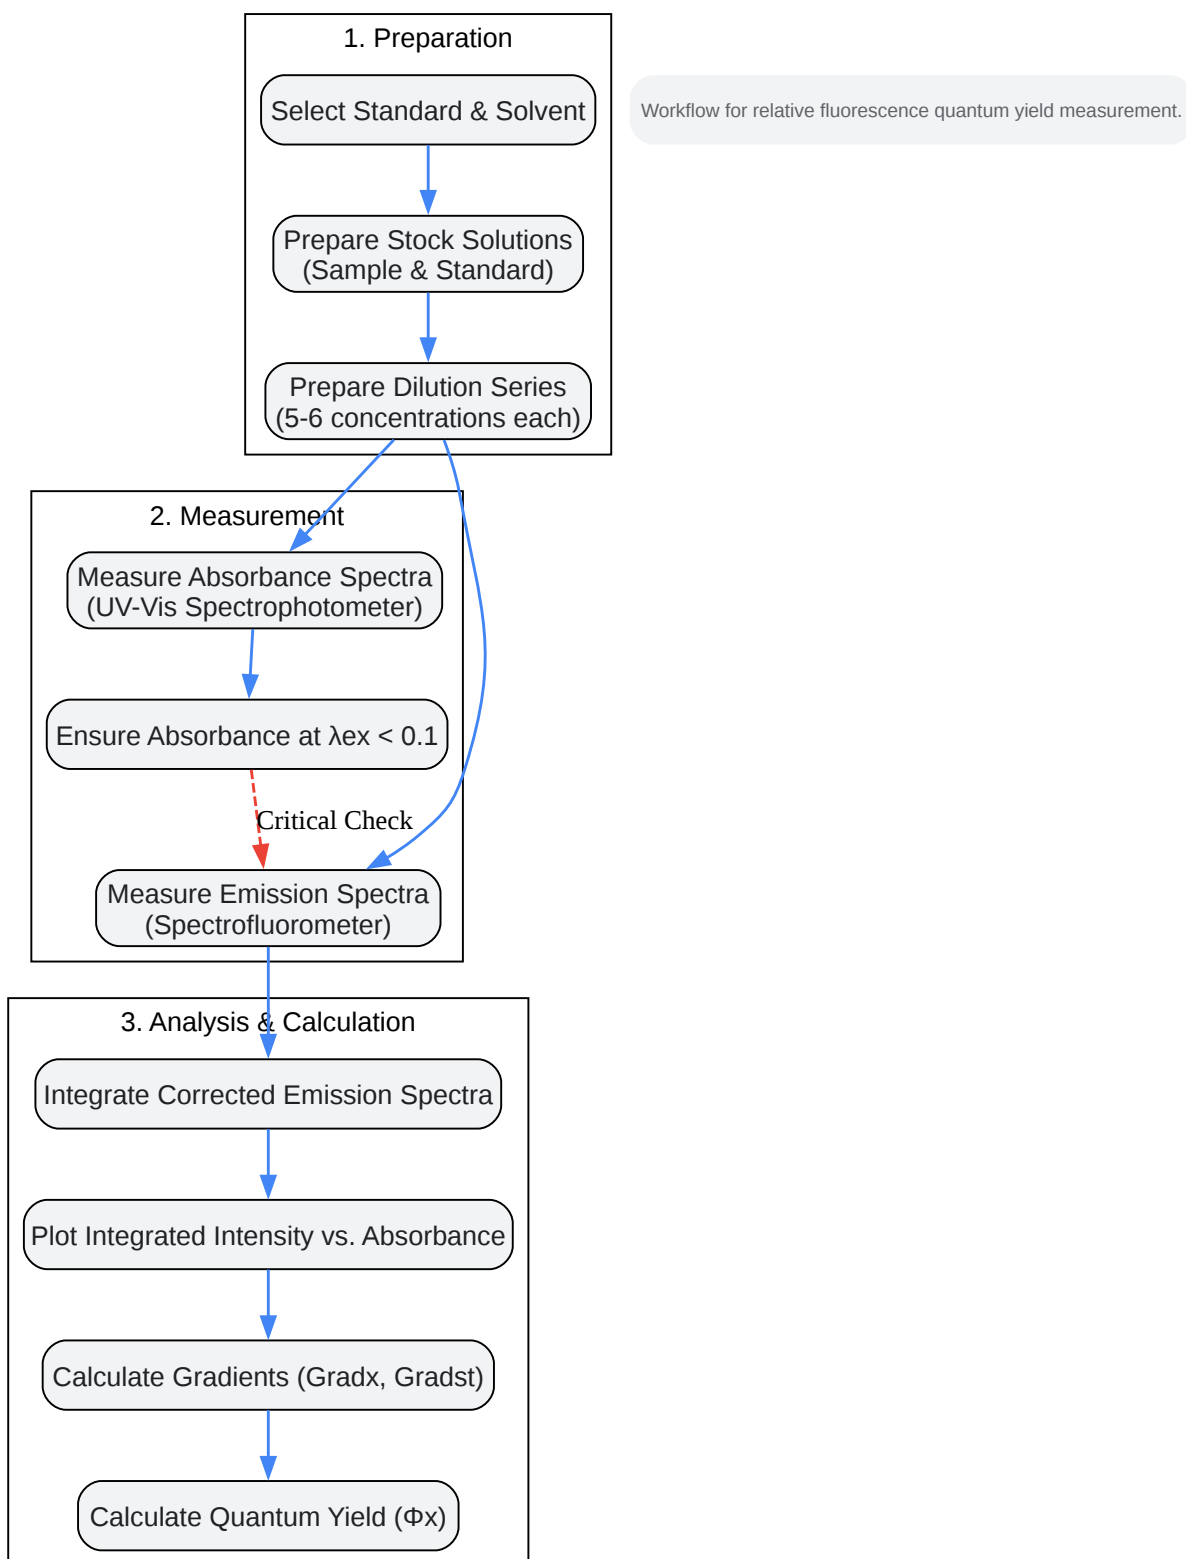 1. Preparation
Select Standard & Solvent
Workflow for relative fluorescence quantum yield measurement.
Prepare Stock Solutions
(Sample & Standard)
Prepare Dilution Series
(5-6 concentrations each)
2. Measurement
Measure Absorbance Spectra
(UV-Vis Spectrophotometer)
Ensure Absorbance at λex < 0.1
Critical Check
Measure Emission Spectra
(Spectrofluorometer)
3. Analysis & Calculation
Integrate Corrected Emission Spectra
Plot Integrated Intensity vs. Absorbance
Calculate Gradients (Gradx, Gradst)
Calculate Quantum Yield (Φx)